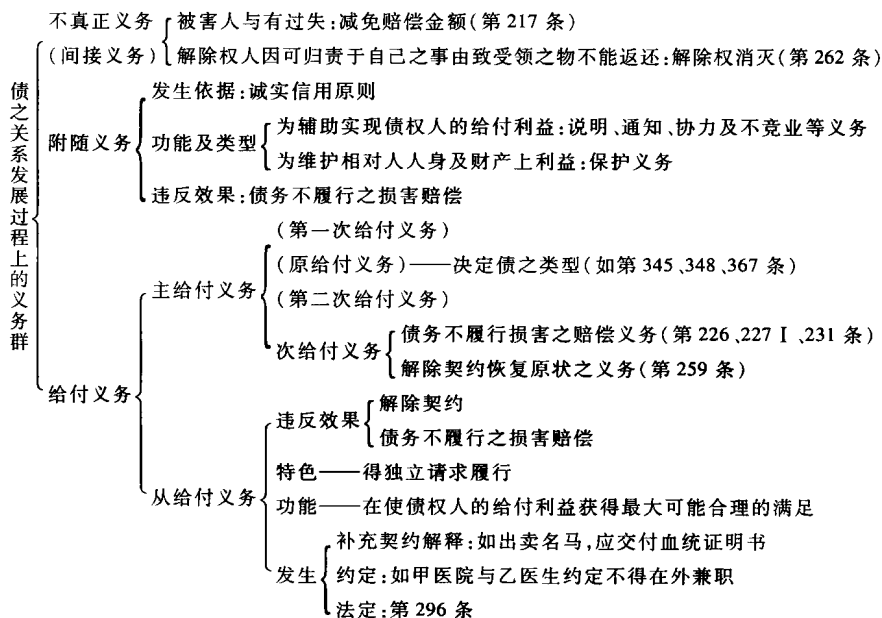 不真正义务
(间接义务)
被害人与有过失:减免赔偿金额(第217条)
解除权人因可归责于自己之事由致受领之物不能返还:解除权消灭(第262条)
债之关系发展过程上的义务群
附随义务
发生依据:诚实信用原则
功能及类型
为辅助实现债权人的给付利益:说明、通知、协力及不竞业等义务
为维护相对人人身及财产上利益:保护义务
违反效果:债务不履行之损害赔偿
给付义务
主给付义务
(第一次给付义务)
(原给付义务)——决定债之类型(如第345、348、367条)
(第二次给付义务)
次给付义务
债务不履行损害之赔偿义务(第226、227Ⅰ、231条)
解除契约恢复原状之义务(第259条)
从给付义务
违反效果
解除契约
债务不履行之损害赔偿
特色——得独立请求履行
功能——在使债权人的给付利益获得最大可能合理的满足
发生
补充契约解释:如出卖名马,应交付血统证明书
约定:如甲医院与乙医生约定不得在外兼职
法定:第296条